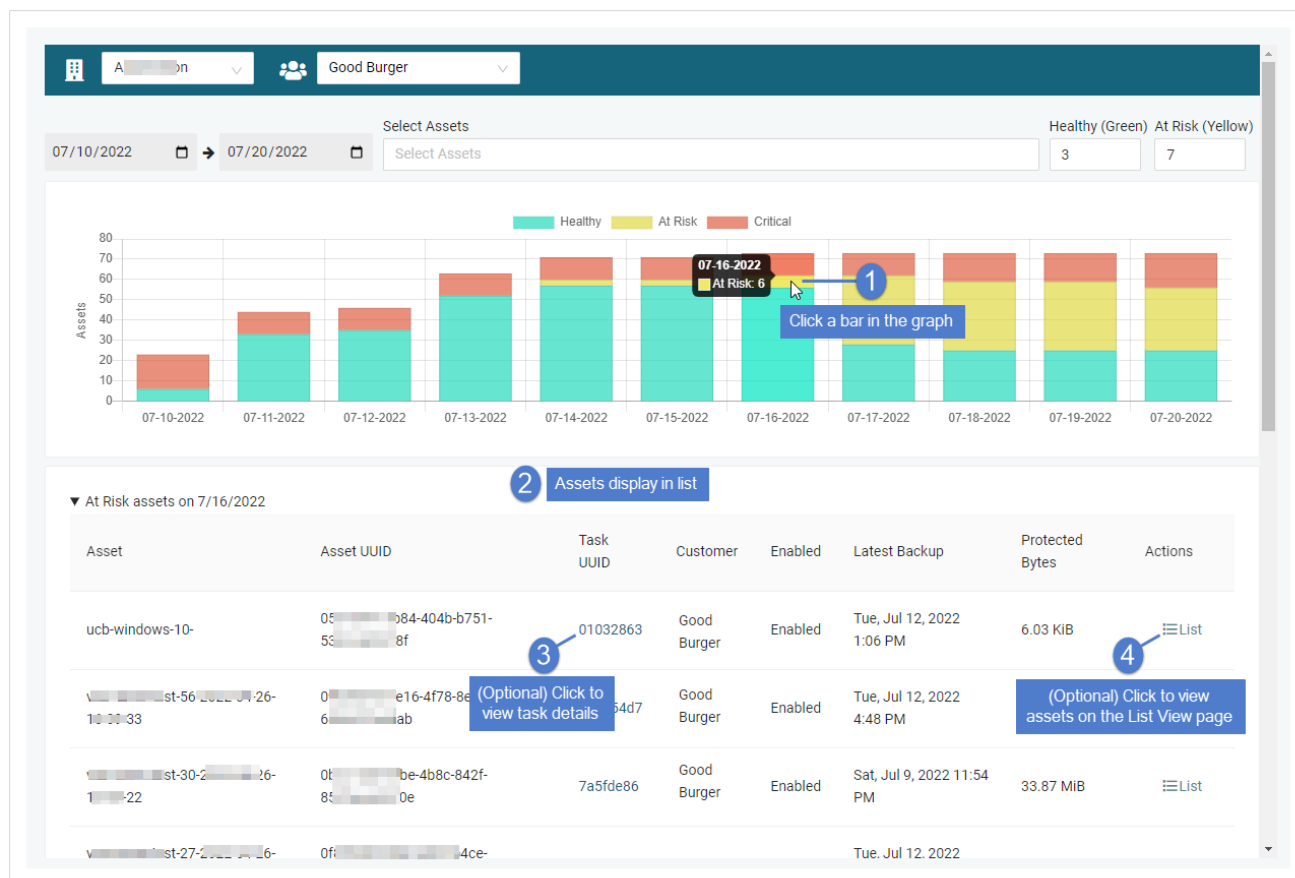 Good Burger
Select Assets
Healthy (Green) At Risk (Yellow)
07/10/2022 07/20/2022 Select Assets 3 7
Healthy At Risk Critical
80
70
60
50
40
30
20
10
0
Assets
07-16-2022
At Risk: 6
1
Click a bar in the graph
07-10-2022 07-11-2022 07-12-2022 07-13-2022 07-14-2022 07-15-2022 07-16-2022 07-17-2022 07-18-2022 07-19-2022 07-20-2022
2 Assets display in list
At Risk assets on 7/16/2022
Asset Asset UUID Task UUID Customer Enabled Latest Backup Protected Bytes Actions
ucb-windows-10- 01032863 Good Burger Enabled Tue, Jul 12, 2022 1:06 PM 6.03 KiB List
b84-404b-b751-
3
(Optional) Click to
view task details
4
(Optional) Click to view
assets on the List View page
Good Burger Enabled Tue, Jul 12, 2022 4:48 PM
7a5fde86 Good Burger Enabled Sat, Jul 9, 2022 11:54 PM 33.87 MiB List
be-4b8c-842f-
Tue, Jul 12, 2022